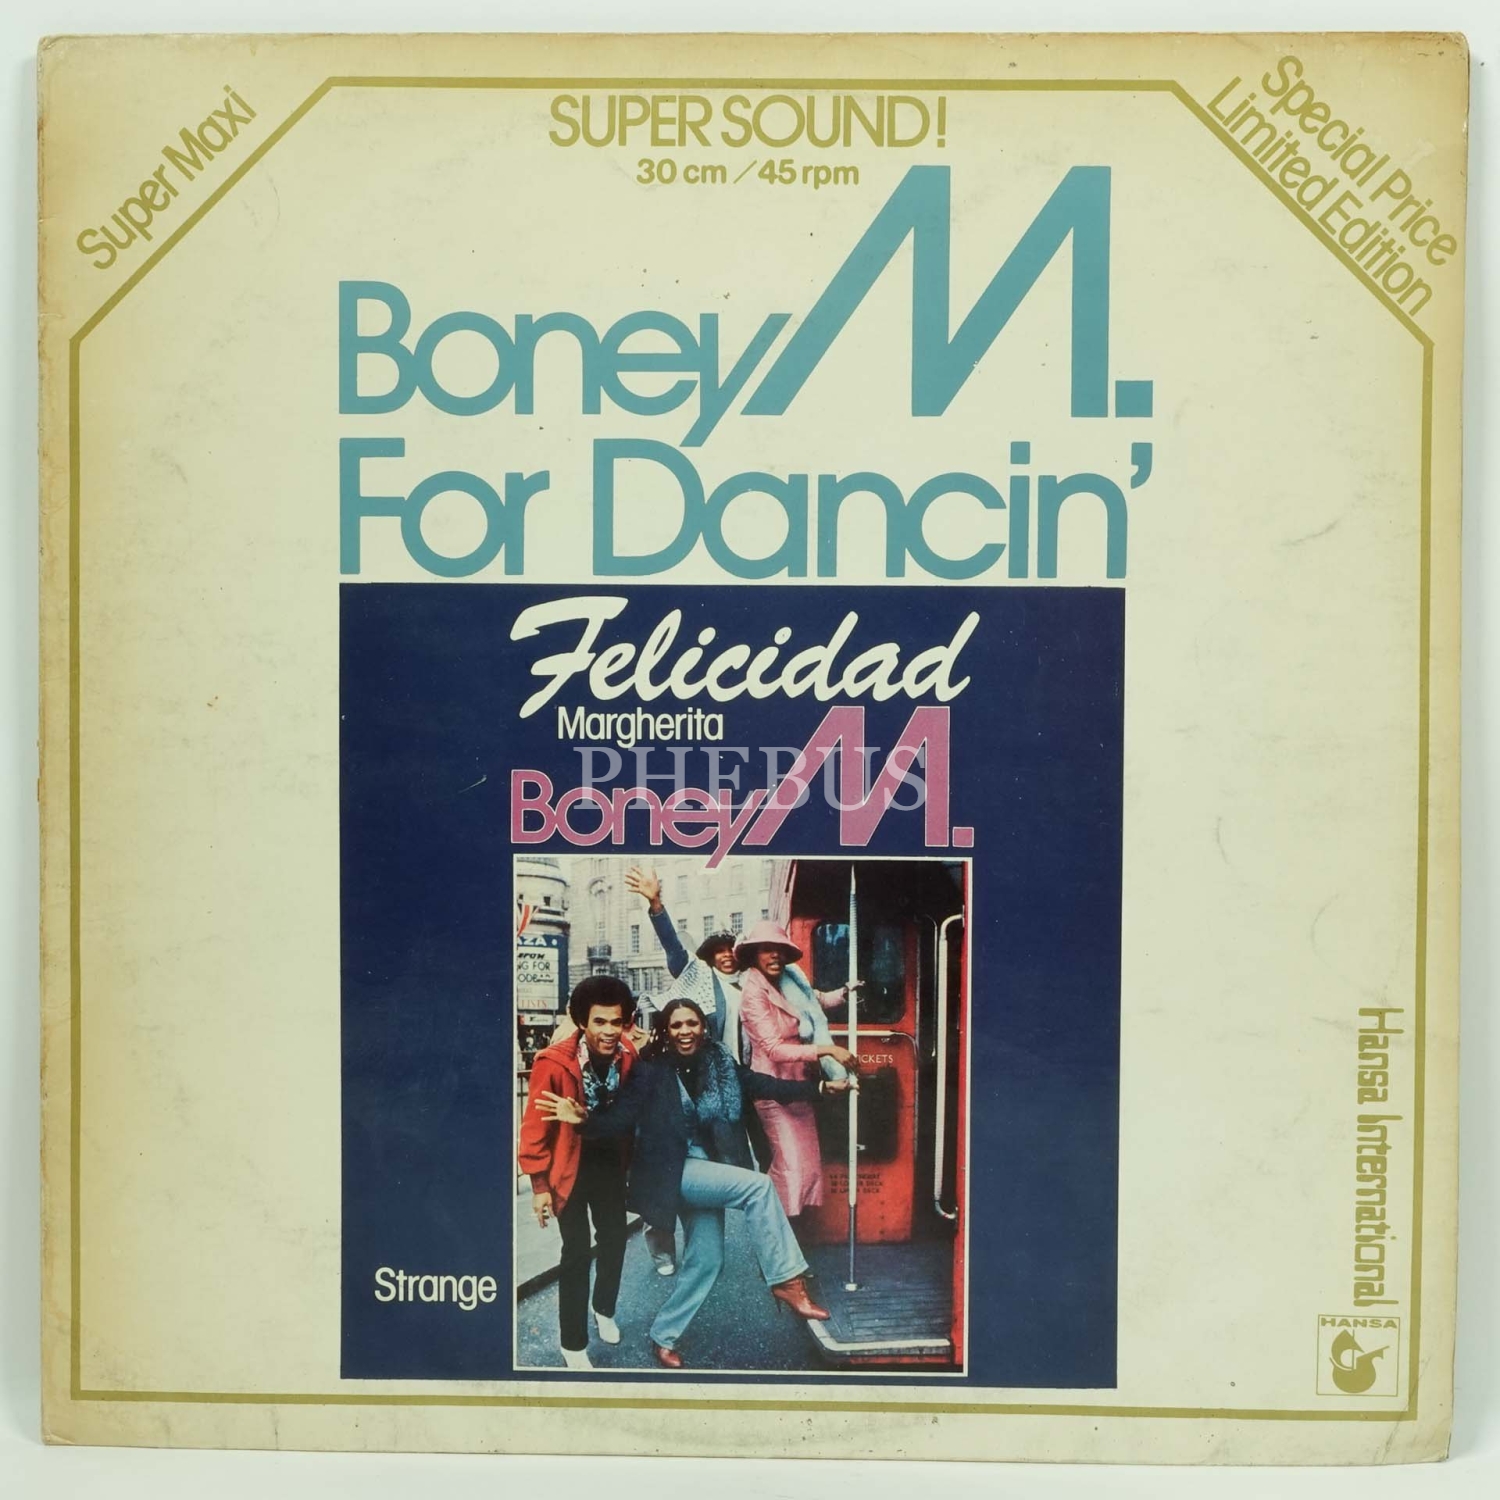 Super Maxi
SUPER SOUND!
30 cm / 45 rpm
Special Price
Limited Edition
Boney M.
For Dancin'
Felicidad
Margherita
PHEBUS
Boney M.
TICKETS
Strange
Hansa International
HANSA